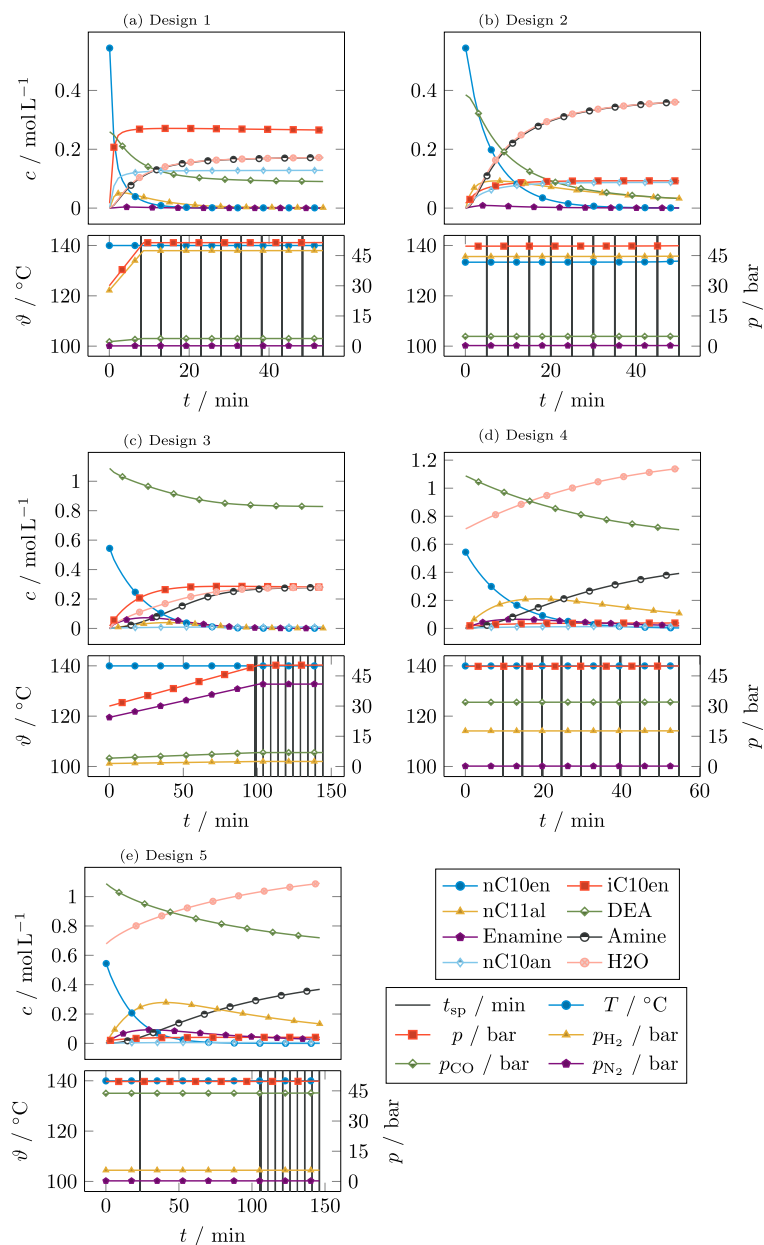 (a) Design 1
(b) Design 2
c / mol L−1
0.4
0.2
0
0.4
0.2
0
ϑ / °C
140
120
100
45
30
15
0
140
120
100
45
30
15
0
p / bar
0 20 40
0 20 40
t / min
t / min
(c) Design 3
(d) Design 4
c / mol L−1
1
0.8
0.6
0.4
0.2
0
1.2
1
0.8
0.6
0.4
0.2
0
ϑ / °C
140
120
100
45
30
15
0
140
120
100
45
30
15
0
p / bar
0 50 100 150
0 20 40 60
t / min
t / min
(e) Design 5
c / mol L−1
1
0.8
0.6
0.4
0.2
0
ϑ / °C
140
120
100
45
30
15
0
p / bar
0 50 100 150
t / min
nC10en iC10en
nC11al DEA
Enamine Amine
nC10an H2O
tsp / min T / °C
p / bar pH2 / bar
pCO / bar pN2 / bar